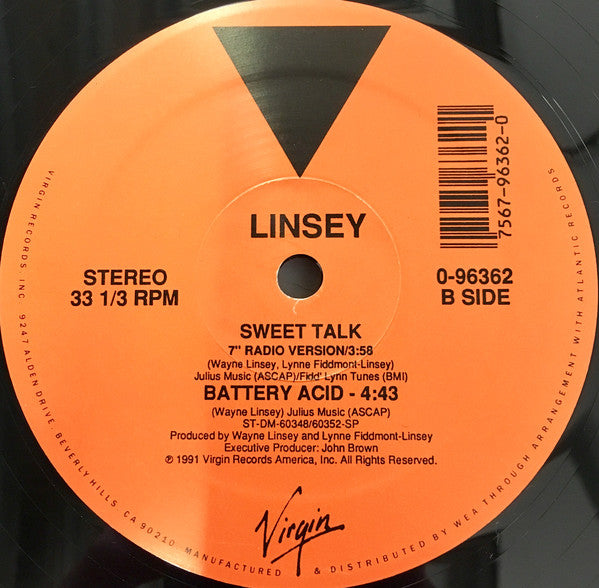 LINSEY
7567-96362-0
STEREO
33 1/3 RPM
0-96362
B SIDE
SWEET TALK
7" RADIO VERSION/3:58
(Wayne Linsey, Lynne Fiddmont-Linsey)
Julius Music (ASCAP)/Fidd' Lynn Tunes (BMI)
BATTERY ACID - 4:43
(Wayne Linsey) Julius Music (ASCAP)
ST-DM-60348/60352-SP
Produced by Wayne Linsey and Lynne Fiddmont-Linsey
Executive Producer: John Brown
℗ 1991 Virgin Records America, Inc. All Rights Reserved.
Virgin
VIRGIN RECORDS, INC. 9247 ALDEN DRIVE, BEVERLY HILLS, CA 90210 MANUFACTURED & DISTRIBUTED BY WEA THROUGH ARRANGEMENT WITH ATLANTIC RECORDS